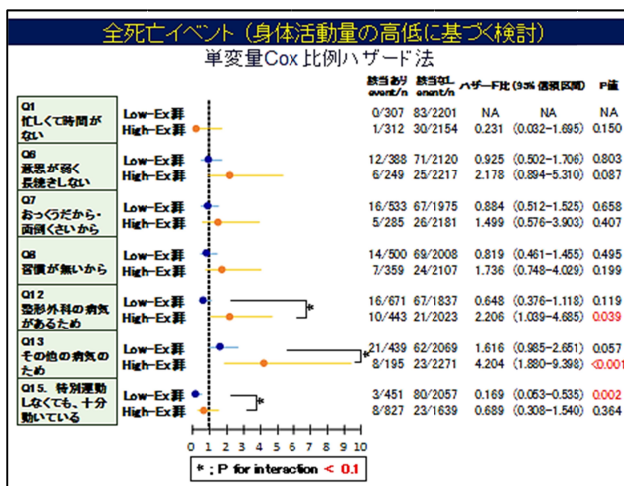 全死亡イベント (身体活動量の高低に基づく検討)
単変量Cox 比例ハザード法
該当あり 該当なし ハザード比 (95% 信頼区間) P値
event/n event/n
Q1
忙しくて時間が
ない
Low-Ex群 0/307 83/2201 NA NA NA
High-Ex群 1/312 30/2154 0.231 (0.032-1.695) 0.150
Q6
意思が弱く
長続きしない
Low-Ex群 12/388 71/2120 0.925 (0.502-1.706) 0.803
High-Ex群 6/249 25/2217 2.178 (0.894-5.310) 0.087
Q7
おっくうだから・
面倒くさいから
Low-Ex群 16/533 67/1975 0.884 (0.512-1.525) 0.658
High-Ex群 5/285 26/2181 1.499 (0.576-3.903) 0.407
Q8
習慣が無いから
Low-Ex群 14/500 69/2008 0.819 (0.461-1.455) 0.495
High-Ex群 7/359 24/2107 1.736 (0.748-4.029) 0.199
Q12
整形外科の病気
があるため
Low-Ex群 16/671 67/1837 0.648 (0.376-1.118) 0.119
High-Ex群 10/443 21/2023 2.206 (1.039-4.685) 0.039
*
Q13
その他の病気の
ため
Low-Ex群 21/439 62/2069 1.616 (0.985-2.651) 0.057
High-Ex群 8/195 23/2271 4.204 (1.880-9.398) <0.001
*
Q15. 特別運動
しなくても、十分
動いている
Low-Ex群 3/451 80/2057 0.169 (0.053-0.535) 0.002
High-Ex群 8/827 23/1639 0.689 (0.308-1.540) 0.364
*
0 1 2 3 4 5 6 7 8 9 10
* ; P for interaction < 0.1